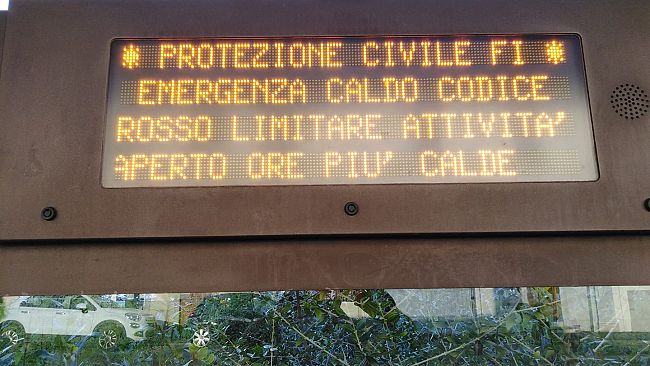 * PROTEZIONE CIVILE FI *
EMERGENZA CALDO CODICE
ROSSO LIMITARE ATTIVITA'
APERTO ORE PIU' CALDE